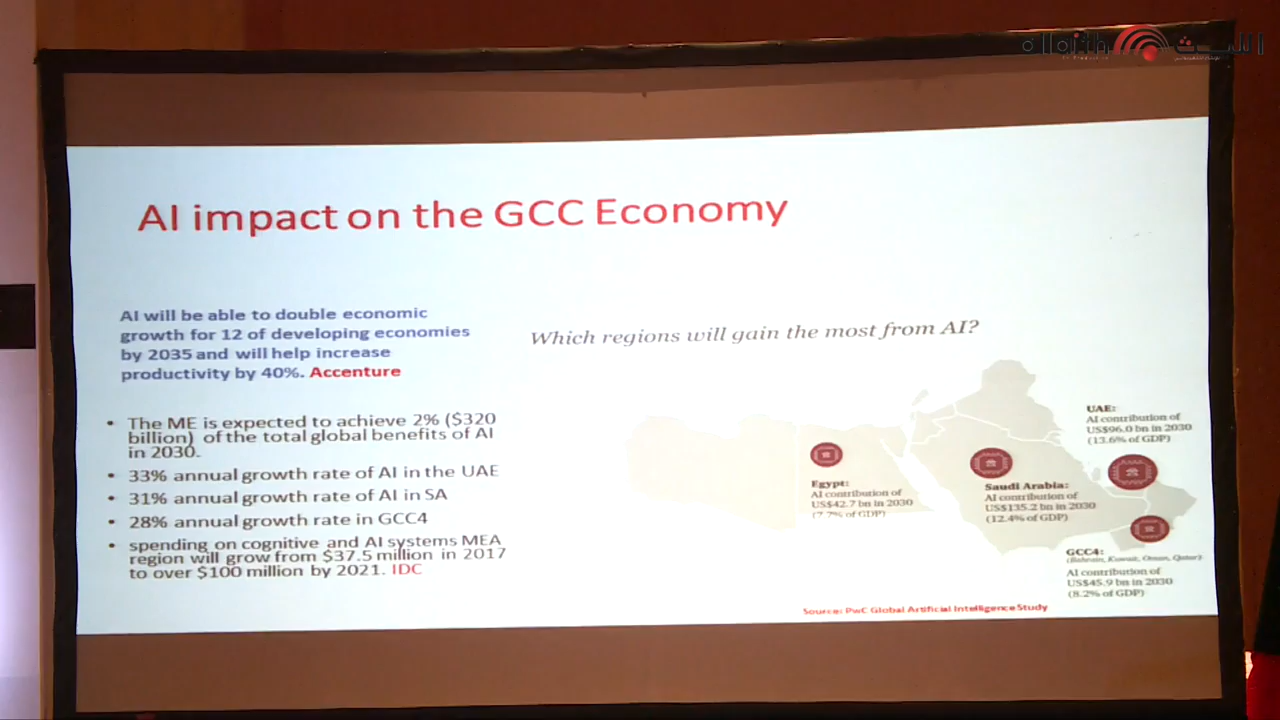 الليث
AI impact on the GCC Economy
AI will be able to double economic
growth for 12 of developing economies
by 2035 and will help increase
productivity by 40%. Accenture
• The ME is expected to achieve 2% ($320
billion) of the total global benefits of AI
in 2030.
• 33% annual growth rate of AI in the UAE
• 31% annual growth rate of AI in SA
• 28% annual growth rate in GCC4
• spending on cognitive and AI systems MEA
region will grow from $37.5 million in 2017
to over $100 million by 2021. IDC
Which regions will gain the most from AI?
Egypt:
AI contribution of
US$42.7 bn in 2030
(7.7% of GDP)
Saudi Arabia:
AI contribution of
US$135.2 bn in 2030
(12.4% of GDP)
UAE:
AI contribution of
US$96.0 bn in 2030
(13.6% of GDP)
GCC4:
(Bahrain, Kuwait, Oman, Qatar)
AI contribution of
US$45.9 bn in 2030
(8.2% of GDP)
Source: PwC Global Artificial Intelligence Study